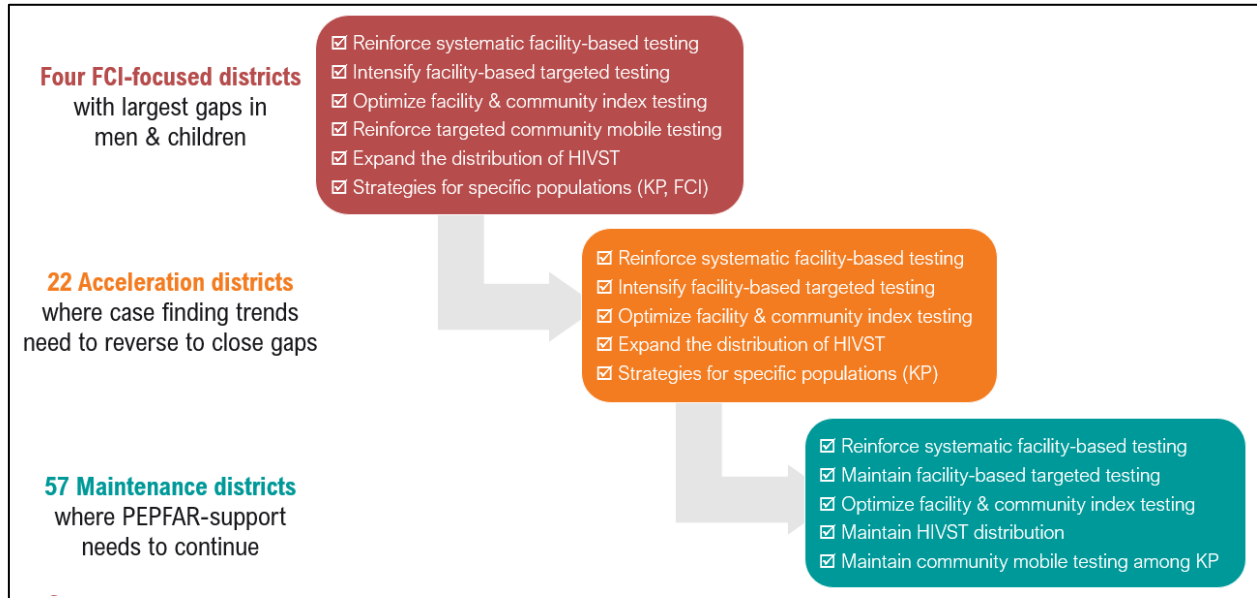 Four FCI-focused districts
with largest gaps in
men & children
☑ Reinforce systematic facility-based testing
☑ Intensify facility-based targeted testing
☑ Optimize facility & community index testing
☑ Reinforce targeted community mobile testing
☑ Expand the distribution of HIVST
☑ Strategies for specific populations (KP, FCI)
22 Acceleration districts
where case finding trends
need to reverse to close gaps
☑ Reinforce systematic facility-based testing
☑ Intensify facility-based targeted testing
☑ Optimize facility & community index testing
☑ Expand the distribution of HIVST
☑ Strategies for specific populations (KP)
57 Maintenance districts
where PEPFAR-support
needs to continue
☑ Reinforce systematic facility-based testing
☑ Maintain facility-based targeted testing
☑ Optimize facility & community index testing
☑ Maintain HIVST distribution
☑ Maintain community mobile testing among KP